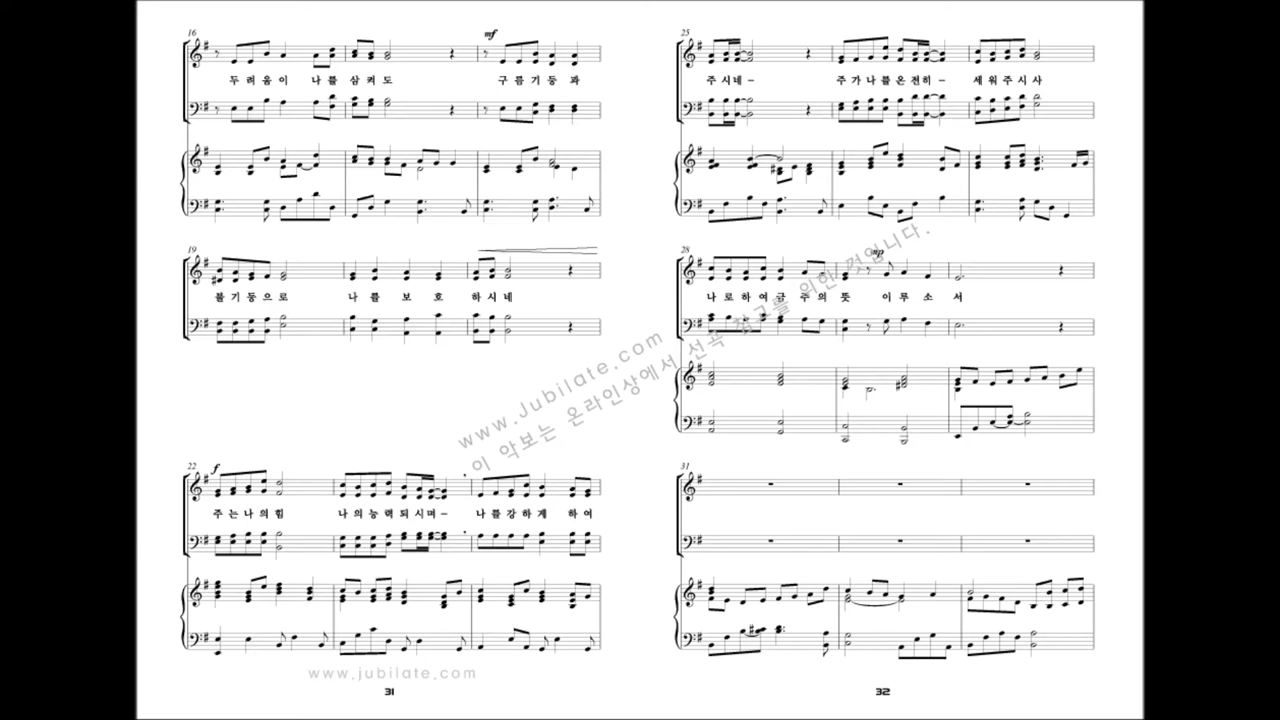 16
mf
두 려 움 이 나 를 삼 켜 도 구 름 기 둥 과
19
불 기 둥 으 로 나 를 보 호 하 시 네
22
f
주 는 나 의 힘 나 의 능 력 되 시 며 - 나 를 강 하 게 하 여
www.jubilate.com
31
25
주 시 네 - 주 가 나 를 온 전 히 - 세 워 주 시 사
28
mp
나 로 하 여 금 주 의 뜻 이 루 소 서
31
32
www.Jubilate.com
이 악보는 온라인상에서 선곡 참고를 위한 것입니다.